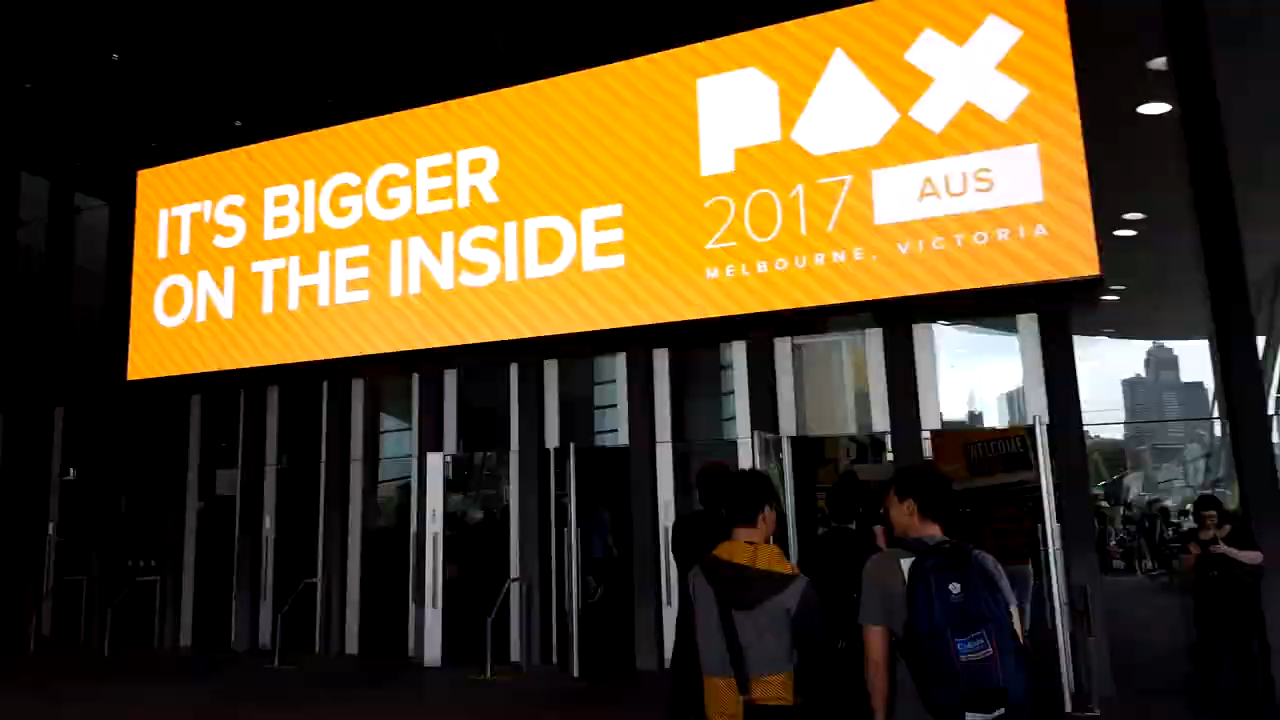 IT'S BIGGER
ON THE INSIDE
PAX
2017 AUS
MELBOURNE, VICTORIA
WELCOME